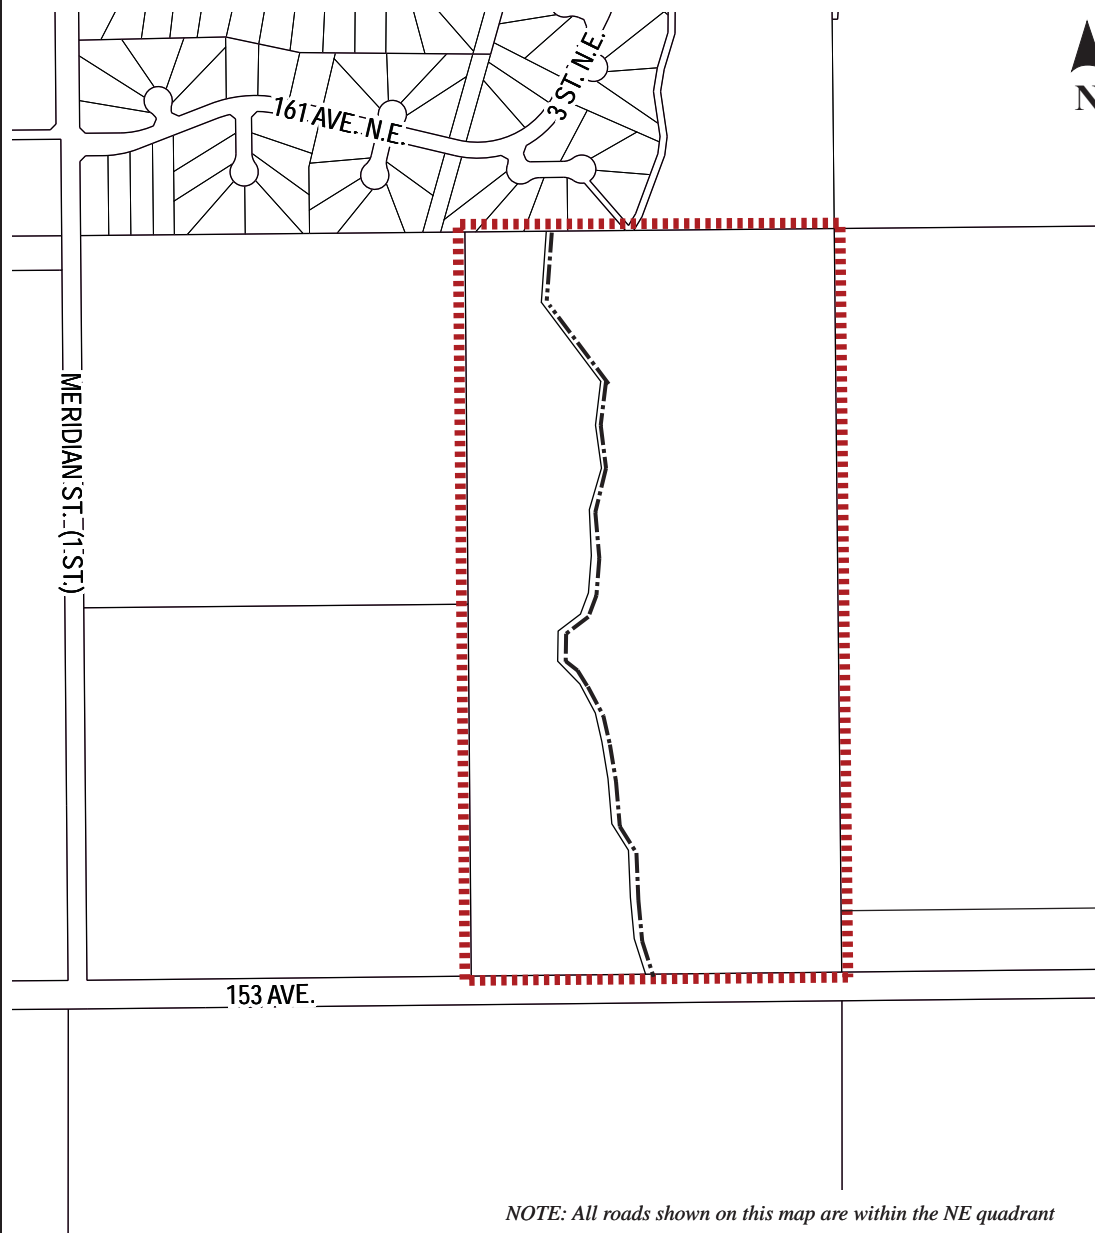 3 ST. N.E.
N
161 AVE. N.E.
MERIDIAN ST. (1 ST.)
153 AVE.
NOTE: All roads shown on this map are within the NE quadrant